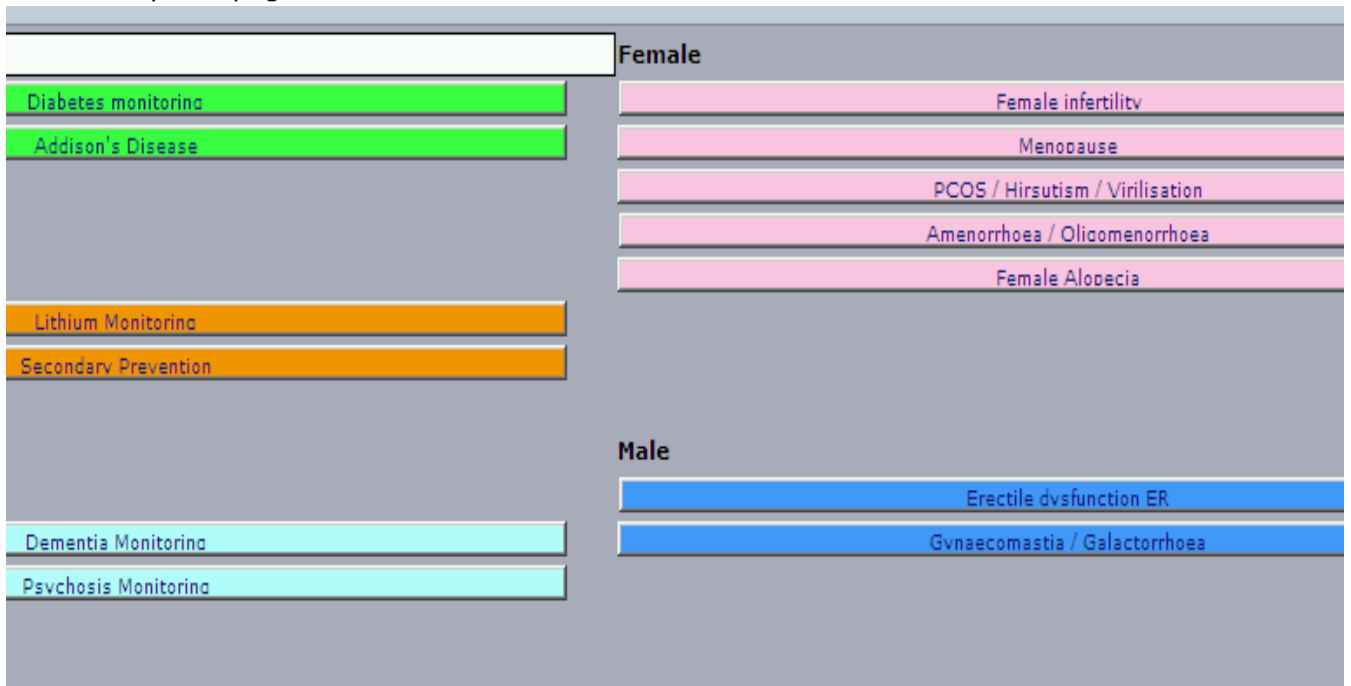 Female
Diabetes monitoring
Female infertility
Addison's Disease
Menopause
PCOS / Hirsutism / Virilisation
Amenorrhoea / Oligomenorrhoea
Female Alopecia
Lithium Monitoring
Secondary Prevention
Male
Erectile dysfunction ER
Dementia Monitoring
Gynaecomastia / Galactorrhoea
Psychosis Monitoring